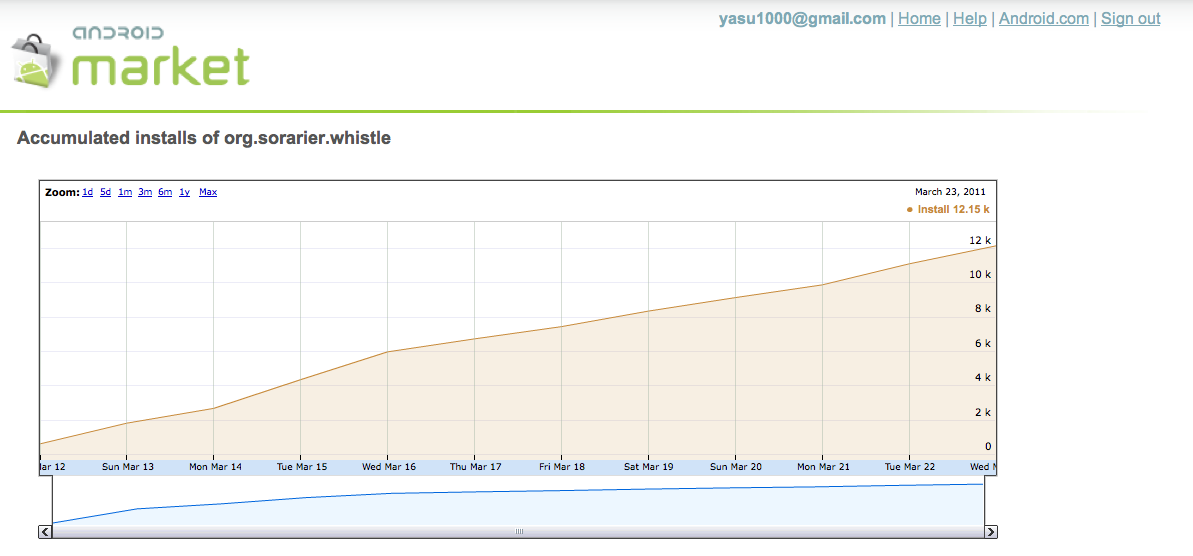 yasu1000@gmail.com | Home | Help | Android.com | Sign out
ANDROID
market
Accumulated installs of org.sorarier.whistle
Zoom: 1d 5d 1m 3m 6m 1y Max
March 23, 2011
Install 12.15 k
12 k
10 k
8 k
6 k
4 k
2 k
0
12 Sun Mar 13 Mon Mar 14 Tue Mar 15 Wed Mar 16 Thu Mar 17 Fri Mar 18 Sat Mar 19 Sun Mar 20 Mon Mar 21 Tue Mar 22 Wed